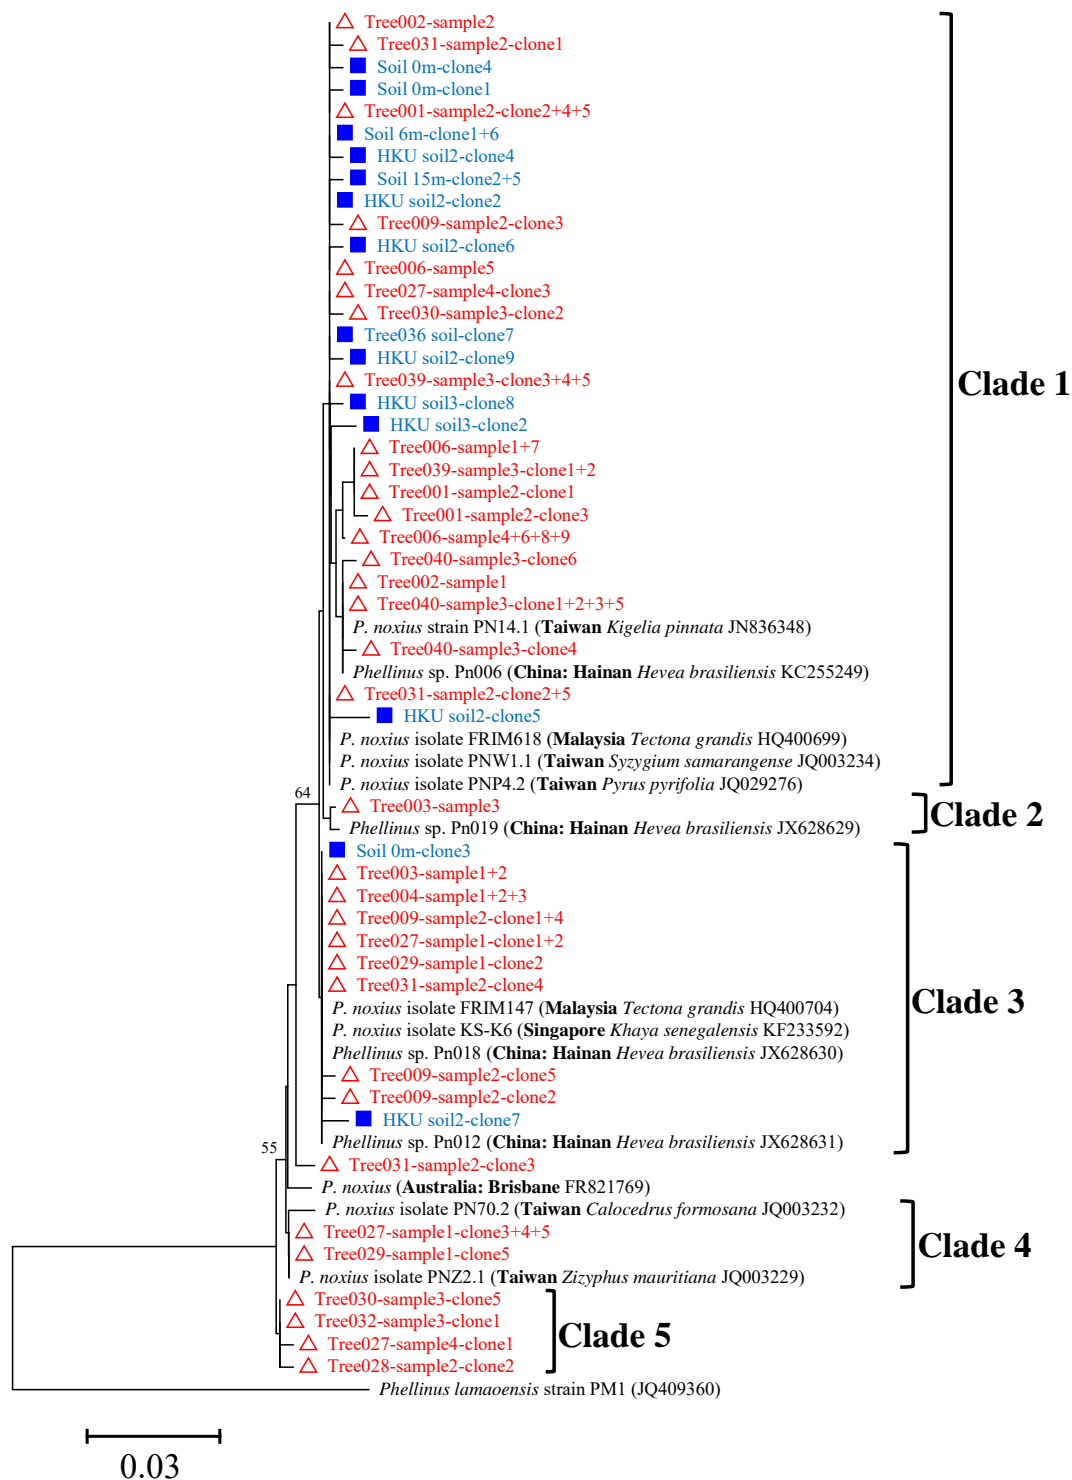 Tree002-sample2
Tree031-sample2-clone1
Soil 0m-clone4
Soil 0m-clone1
Tree001-sample2-clone2+4+5
Soil 6m-clone1+6
HKU soil2-clone4
Soil 15m-clone2+5
HKU soil2-clone2
Tree009-sample2-clone3
HKU soil2-clone6
Tree006-sample5
Tree027-sample4-clone3
Tree030-sample3-clone2
Tree036 soil-clone7
HKU soil2-clone9
Tree039-sample3-clone3+4+5
Clade 1
HKU soil3-clone8
HKU soil3-clone2
Tree006-sample1+7
Tree039-sample3-clone1+2
Tree001-sample2-clone1
Tree001-sample2-clone3
Tree006-sample4+6+8+9
Tree040-sample3-clone6
Tree002-sample1
Tree040-sample3-clone1+2+3+5
P. noxius strain PN14.1 (Taiwan Kigelia pinnata JN836348)
Tree040-sample3-clone4
Phellinus sp. Pn006 (China: Hainan Hevea brasiliensis KC255249)
Tree031-sample2-clone2+5
HKU soil2-clone5
P. noxius isolate FRIM618 (Malaysia Tectona grandis HQ400699)
P. noxius isolate PNW1.1 (Taiwan Syzygium samarangense JQ003234)
P. noxius isolate PNP4.2 (Taiwan Pyrus pyrifolia JQ029276)
64
Tree003-sample3
Clade 2
Phellinus sp. Pn019 (China: Hainan Hevea brasiliensis JX628629)
Soil 0m-clone3
Tree003-sample1+2
Tree004-sample1+2+3
Tree009-sample2-clone1+4
Tree027-sample1-clone1+2
Tree029-sample1-clone2
Tree031-sample2-clone4
Clade 3
P. noxius isolate FRIM147 (Malaysia Tectona grandis HQ400704)
P. noxius isolate KS-K6 (Singapore Khaya senegalensis KF233592)
Phellinus sp. Pn018 (China: Hainan Hevea brasiliensis JX628630)
Tree009-sample2-clone5
Tree009-sample2-clone2
HKU soil2-clone7
Phellinus sp. Pn012 (China: Hainan Hevea brasiliensis JX628631)
55
Tree031-sample2-clone3
P. noxius (Australia: Brisbane FR821769)
P. noxius isolate PN70.2 (Taiwan Calocedrus formosana JQ003232)
Tree027-sample1-clone3+4+5
Clade 4
Tree029-sample1-clone5
P. noxius isolate PNZ2.1 (Taiwan Zizyphus mauritiana JQ003229)
Tree030-sample3-clone5
Tree032-sample3-clone1
Clade 5
Tree027-sample4-clone1
Tree028-sample2-clone2
Phellinus lamaoensis strain PM1 (JQ409360)
0.03